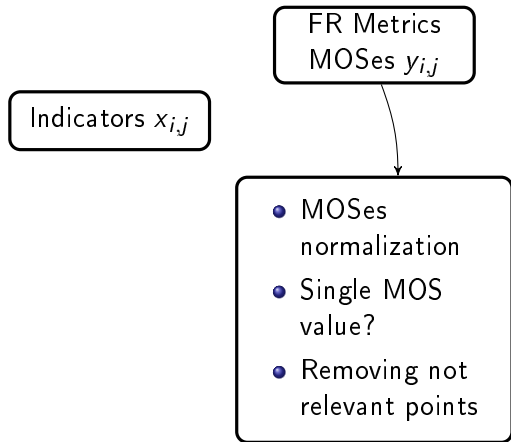 FR Metrics
MOSes y_{i,j}
Indicators x_{i,j}
MOSes
normalization
Single MOS
value?
Removing not
relevant points